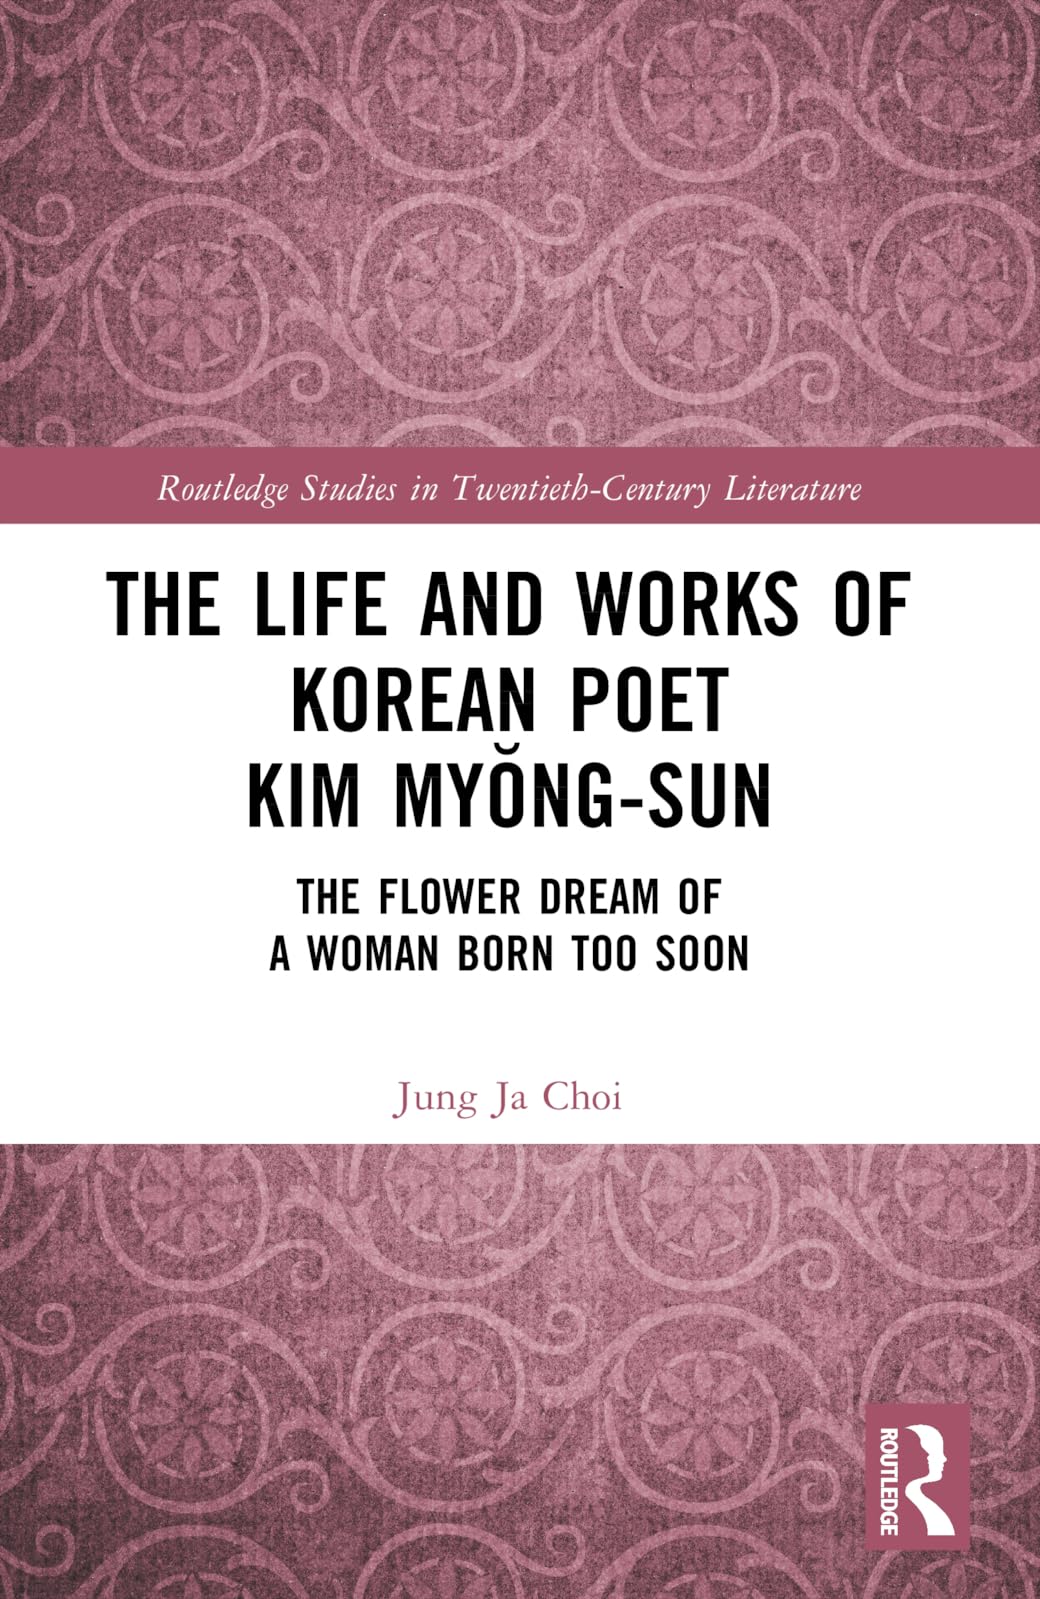 Routledge Studies in Twentieth-Century Literature
THE LIFE AND WORKS OF
KOREAN POET
KIM MYŎNG-SUN
THE FLOWER DREAM OF
A WOMAN BORN TOO SOON
Jung Ja Choi
ROUTLEDGE